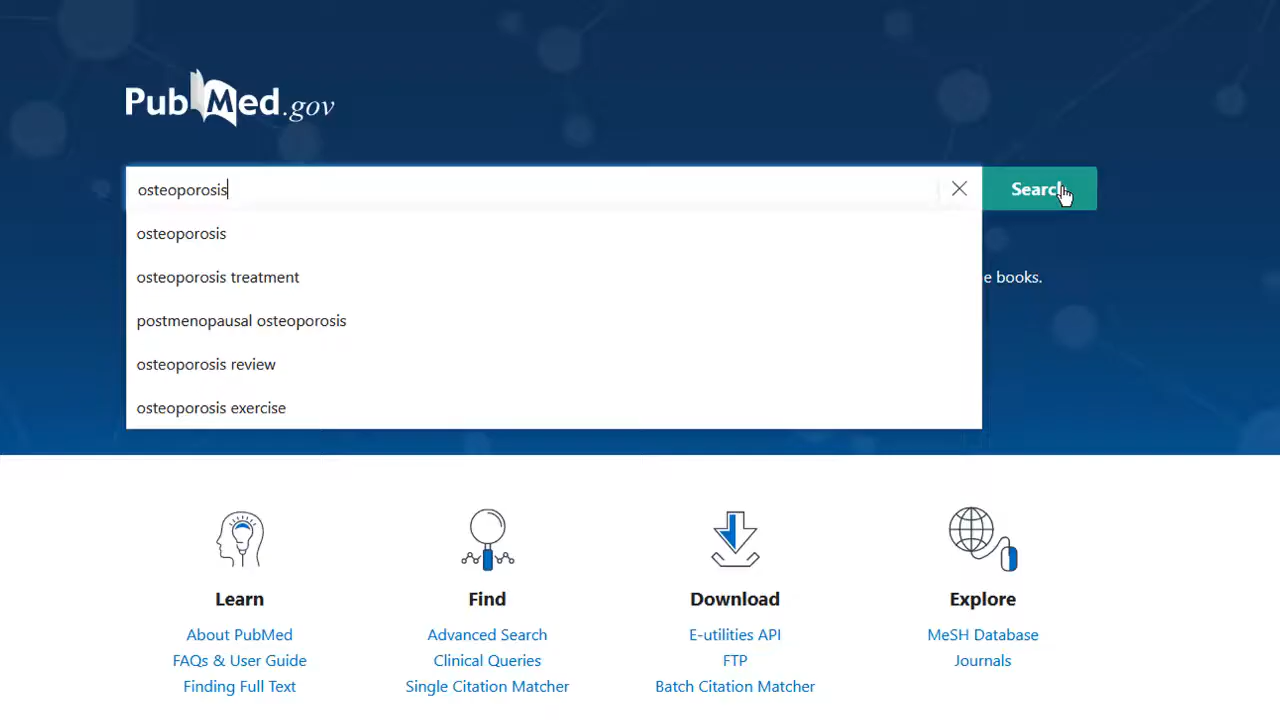 PubMed.gov
osteoporosis
Search
osteoporosis
osteoporosis treatment
e books.
postmenopausal osteoporosis
osteoporosis review
osteoporosis exercise
Learn
Find
Download
Explore
About PubMed
Advanced Search
E-utilities API
MeSH Database
FAQs & User Guide
Clinical Queries
FTP
Journals
Finding Full Text
Single Citation Matcher
Batch Citation Matcher